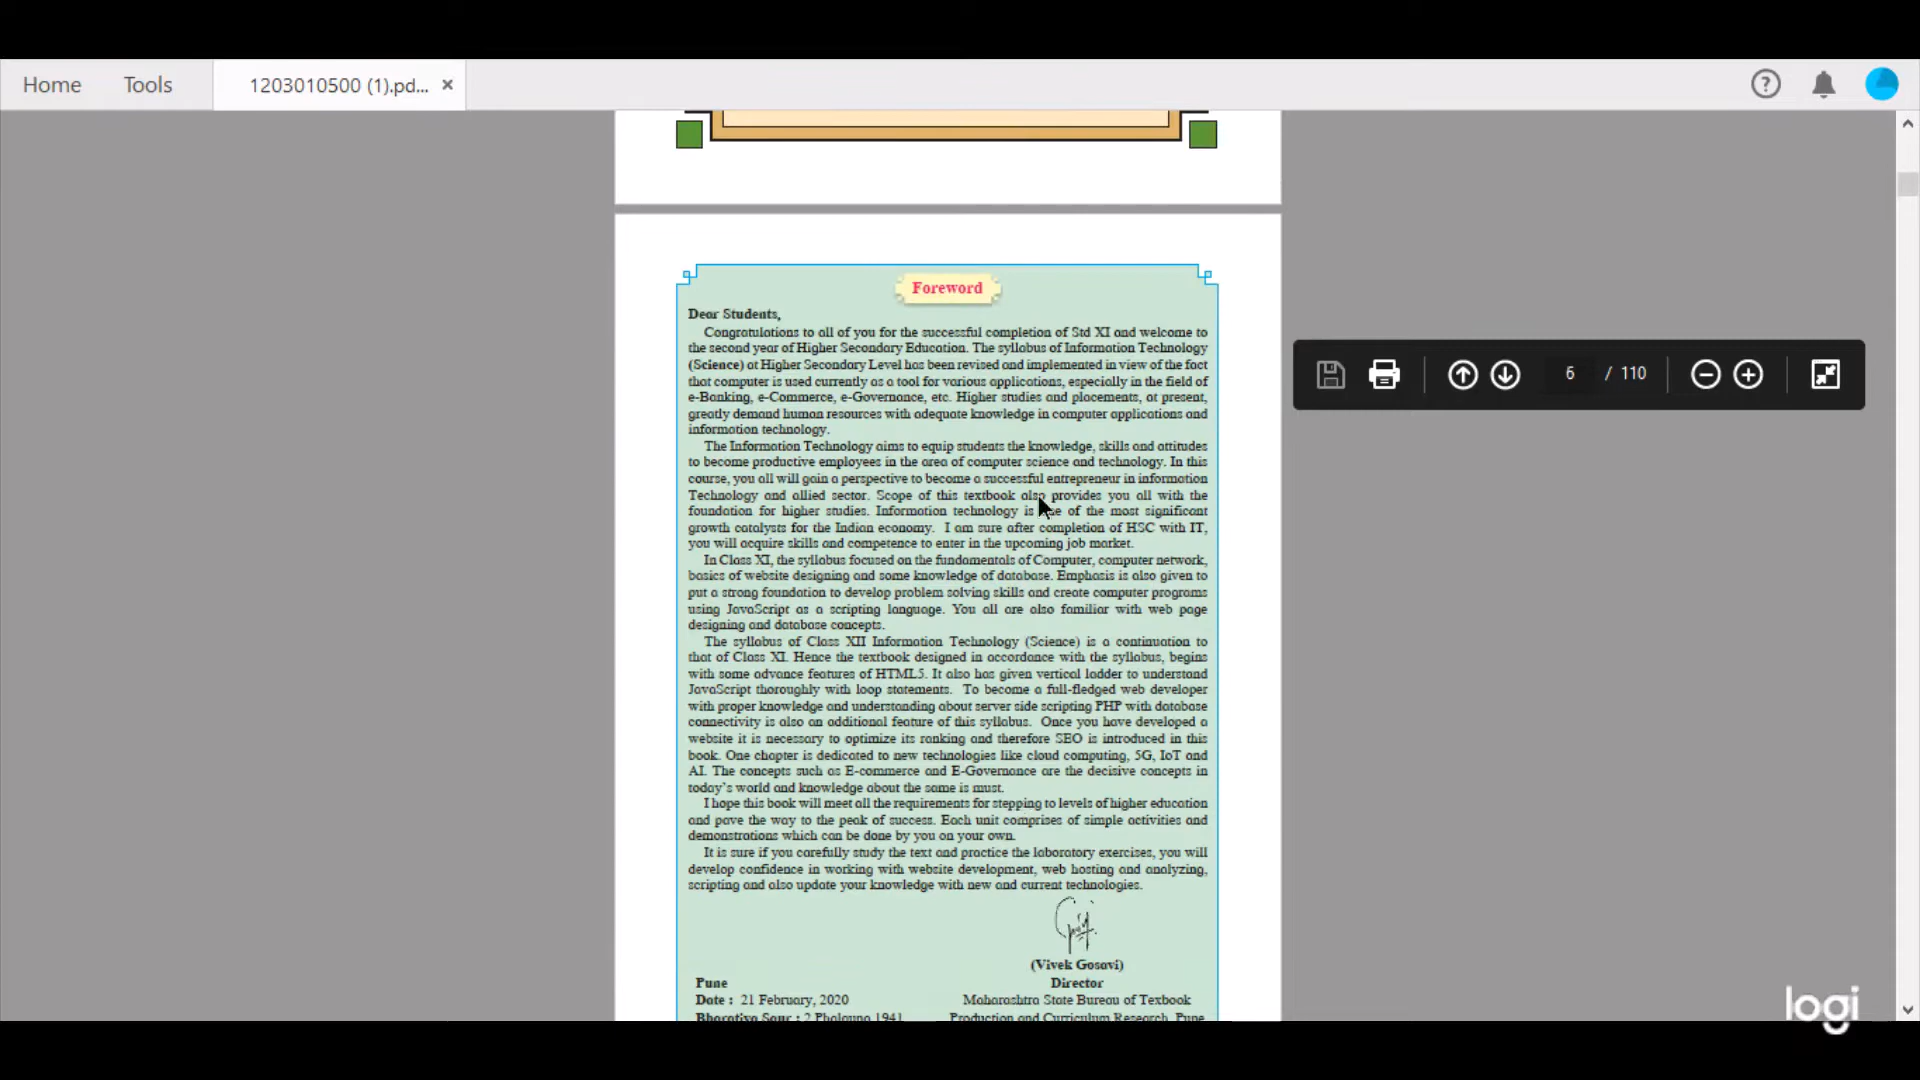 Home Tools 1203010500 (1).pd... ×
6 / 110
Foreword
Dear Students,
Congratulations to all of you for the successful completion of Std XI and welcome to
the second year of Higher Secondary Education. The syllabus of Information Technology
(Science) at Higher Secondary Level has been revised and implemented in view of the fact
that computer is used currently as a tool for various applications, especially in the field of
e-Banking, e-Commerce, e-Governance, etc. Higher studies and placements, at present,
greatly demand human resources with adequate knowledge in computer applications and
information technology.
The Information Technology aims to equip students the knowledge, skills and attitudes
to become productive employees in the area of computer science and technology. In this
course, you all will gain a perspective to become a successful entrepreneur in information
Technology and allied sector. Scope of this textbook also provides you all with the
foundation for higher studies. Information technology is one of the most significant
growth catalysts for the Indian economy. I am sure after completion of HSC with IT,
you will acquire skills and competence to enter in the upcoming job market.
In Class XI, the syllabus focused on the fundamentals of Computer, computer network,
basics of website designing and some knowledge of database. Emphasis is also given to
put a strong foundation to develop problem solving skills and create computer programs
using JavaScript as a scripting language. You all are also familiar with web page
designing and database concepts.
The syllabus of Class XII Information Technology (Science) is a continuation to
that of Class XI. Hence the textbook designed in accordance with the syllabus, begins
with some advance features of HTML5. It also has given vertical ladder to understand
JavaScript thoroughly with loop statements. To become a full-fledged web developer
with proper knowledge and understanding about server side scripting PHP with database
connectivity is also an additional feature of this syllabus. Once you have developed a
website it is necessary to optimize its ranking and therefore SEO is introduced in this
book. One chapter is dedicated to new technologies like cloud computing, 5G, IoT and
AI. The concepts such as E-commerce and E-Governance are the decisive concepts in
today's world and knowledge about the same is must.
I hope this book will meet all the requirements for stepping to levels of higher education
and pave the way to the peak of success. Each unit comprises of simple activities and
demonstrations which can be done by you on your own.
It is sure if you carefully study the text and practice the laboratory exercises, you will
develop confidence in working with website development, web hosting and analyzing,
scripting and also update your knowledge with new and current technologies.
(Vivek Gosavi)
Pune Director
Date : 21 February, 2020 Maharashtra State Bureau of Texbook
Bharatiya Saur : 2 Phalguna 1941 Production and Curriculum Research, Pune
logi